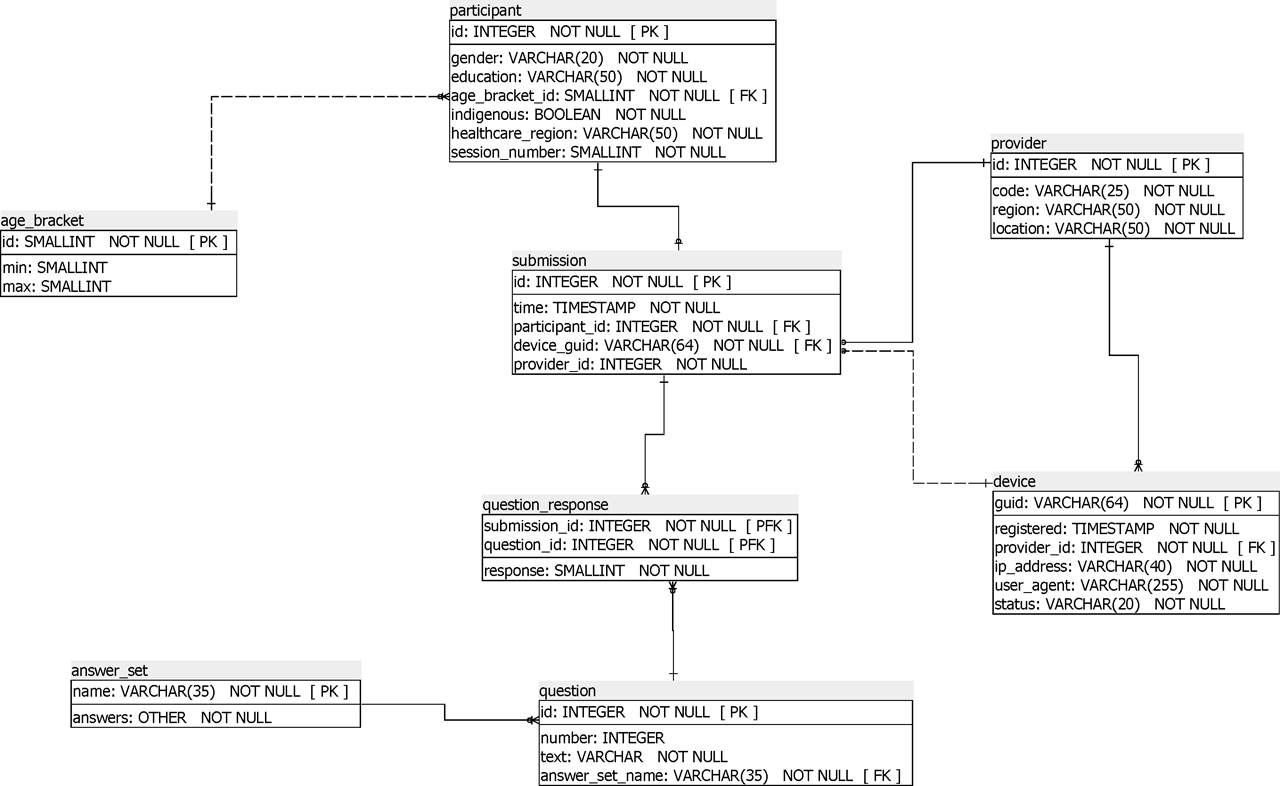 participant
id: INTEGER NOT NULL [ PK ]
gender: VARCHAR(20) NOT NULL
education: VARCHAR(50) NOT NULL
age_bracket_id: SMALLINT NOT NULL [ FK ]
indigenous: BOOLEAN NOT NULL
healthcare_region: VARCHAR(50) NOT NULL
session_number: SMALLINT NOT NULL
provider
id: INTEGER NOT NULL [ PK ]
code: VARCHAR(25) NOT NULL
region: VARCHAR(50) NOT NULL
location: VARCHAR(50) NOT NULL
age_bracket
id: SMALLINT NOT NULL [ PK ]
min: SMALLINT
max: SMALLINT
submission
id: INTEGER NOT NULL [ PK ]
time: TIMESTAMP NOT NULL
participant_id: INTEGER NOT NULL [ FK ]
device_guid: VARCHAR(64) NOT NULL [ FK ]
provider_id: INTEGER NOT NULL
device
guid: VARCHAR(64) NOT NULL [ PK ]
registered: TIMESTAMP NOT NULL
provider_id: INTEGER NOT NULL [ FK ]
ip_address: VARCHAR(40) NOT NULL
user_agent: VARCHAR(255) NOT NULL
status: VARCHAR(20) NOT NULL
question_response
submission_id: INTEGER NOT NULL [ PFK ]
question_id: INTEGER NOT NULL [ PFK ]
response: SMALLINT NOT NULL
answer_set
name: VARCHAR(35) NOT NULL [ PK ]
answers: OTHER NOT NULL
question
id: INTEGER NOT NULL [ PK ]
number: INTEGER
text: VARCHAR NOT NULL
answer_set_name: VARCHAR(35) NOT NULL [ FK ]